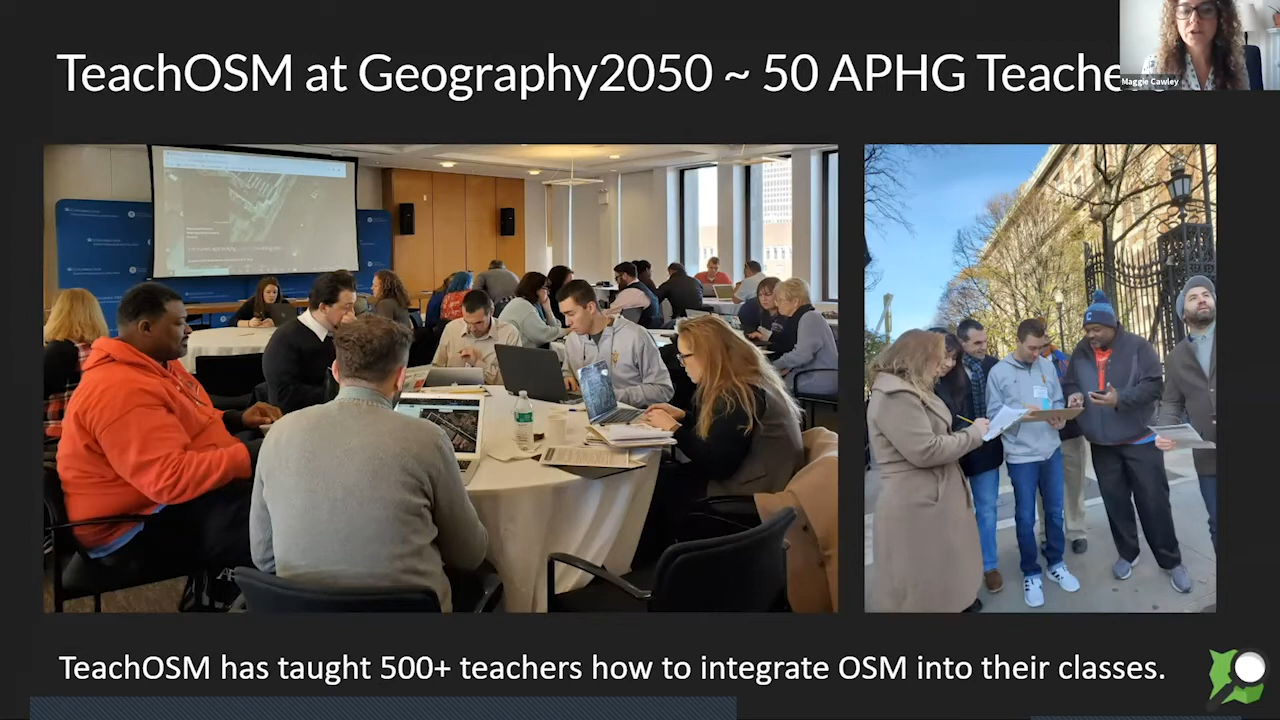 TeachOSM at Geography2050 ~ 50 APHG Teache
Maggie Cawley
TeachOSM has taught 500+ teachers how to integrate OSM into their classes.